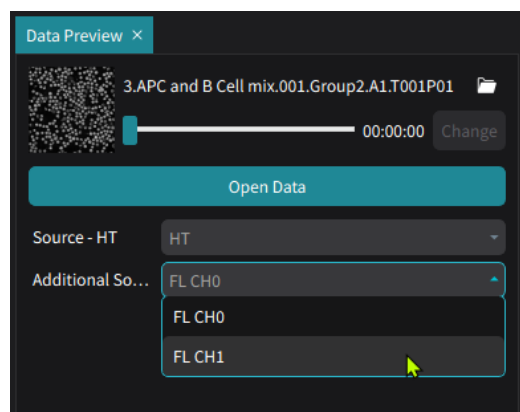 Data Preview ×
3.APC and B Cell mix.001.Group2.A1.T001P01
00:00:00 Change
Open Data
Source - HT HT
Additional So... FL CH0
FL CH0
FL CH1